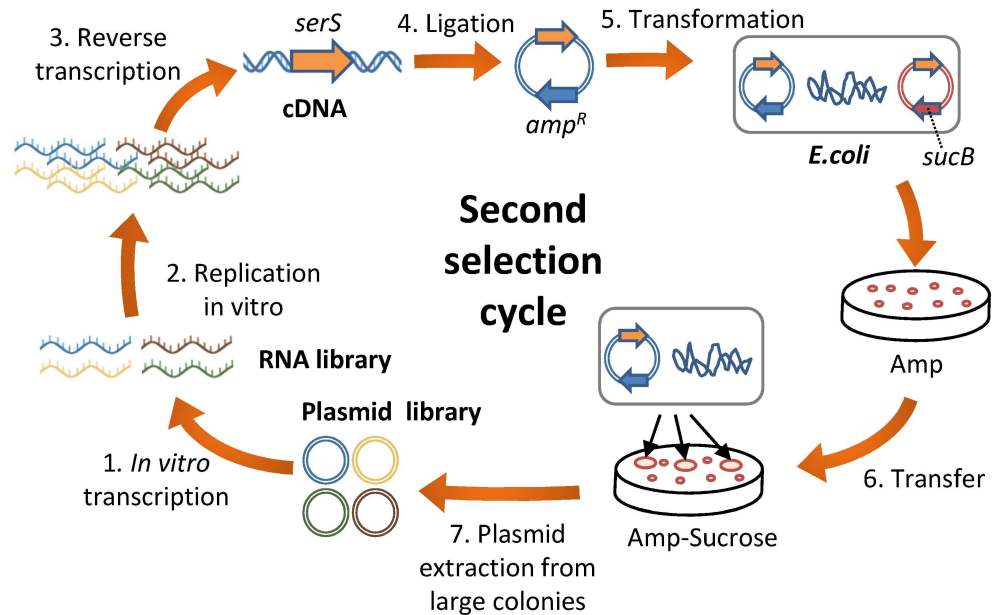 3. Reverse
transcription
serS
cDNA
4. Ligation
amp^R
5. Transformation
E.coli
sucB
Second
selection
cycle
2. Replication
in vitro
RNA library
Plasmid library
1. In vitro
transcription
Amp
6. Transfer
Amp-Sucrose
7. Plasmid
extraction from
large colonies